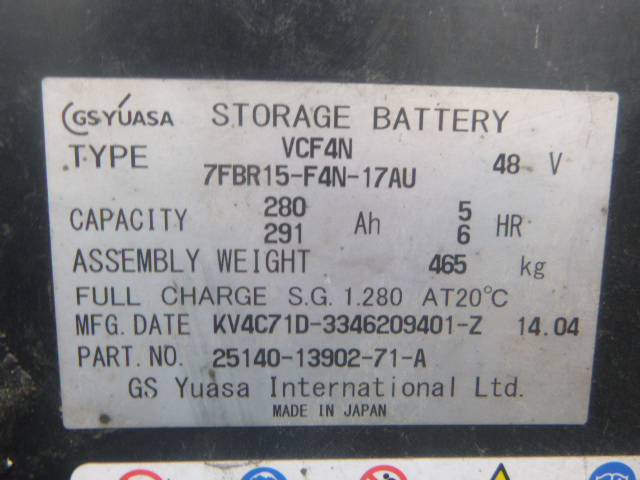 GSYUASA STORAGE BATTERY
TYPE VCF4N 48 V
7FBR15-F4N-17AU
CAPACITY 280 Ah 5 HR
291 6
ASSEMBLY WEIGHT 465 kg
FULL CHARGE S.G. 1.280 AT20℃
MFG. DATE KV4C71D-3346209401-Z 14.04
PART. NO. 25140-13902-71-A
GS Yuasa International Ltd.
MADE IN JAPAN